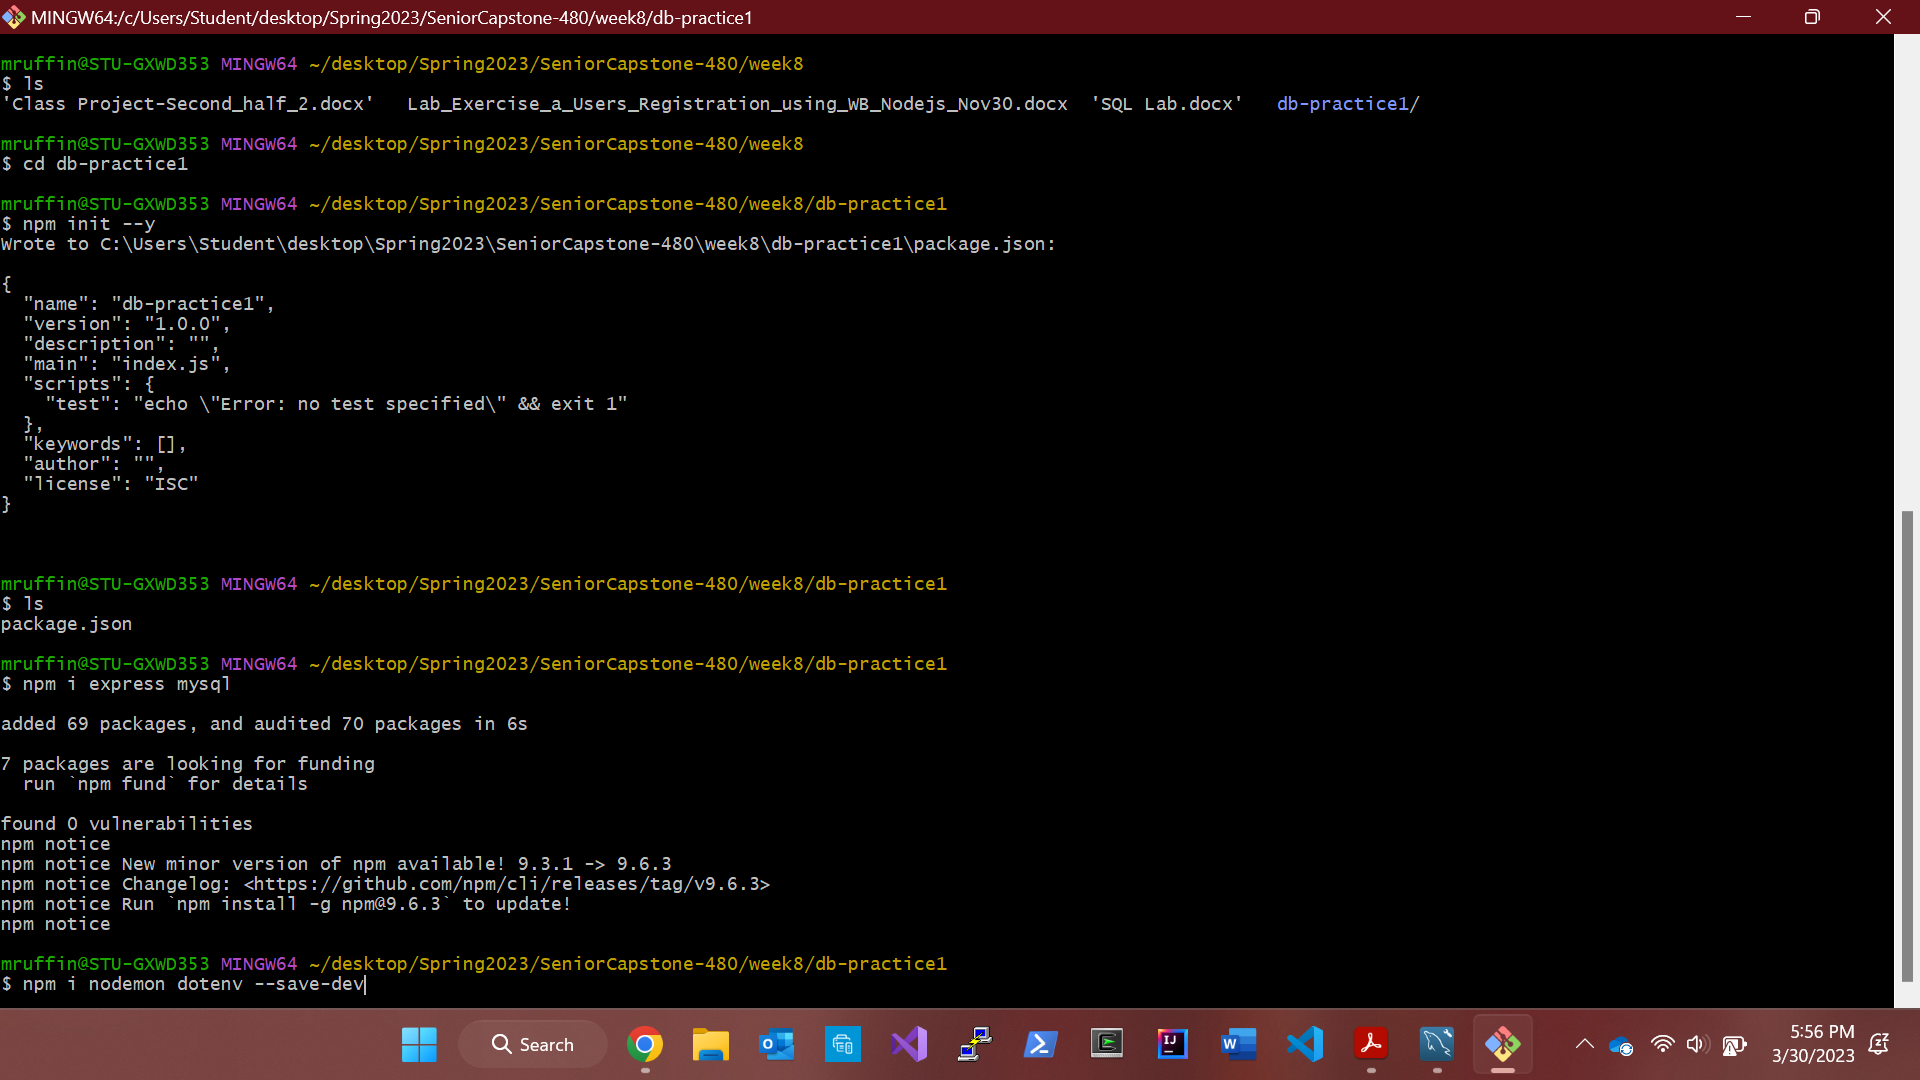 MINGW64:/c/Users/Student/desktop/Spring2023/SeniorCapstone-480/week8/db-practice1
mruffin@STU-GXWD353 MINGW64 ~/desktop/Spring2023/SeniorCapstone-480/week8
$ ls
'Class Project-Second_half_2.docx'   Lab_Exercise_a_Users_Registration_using_WB_Nodejs_Nov30.docx  'SQL Lab.docx'   db-practice1/
mruffin@STU-GXWD353 MINGW64 ~/desktop/Spring2023/SeniorCapstone-480/week8
$ cd db-practice1
mruffin@STU-GXWD353 MINGW64 ~/desktop/Spring2023/SeniorCapstone-480/week8/db-practice1
$ npm init --y
Wrote to C:\Users\Student\desktop\Spring2023\SeniorCapstone-480\week8\db-practice1\package.json:
{
  "name": "db-practice1",
  "version": "1.0.0",
  "description": "",
  "main": "index.js",
  "scripts": {
    "test": "echo \"Error: no test specified\" && exit 1"
  },
  "keywords": [],
  "author": "",
  "license": "ISC"
}
mruffin@STU-GXWD353 MINGW64 ~/desktop/Spring2023/SeniorCapstone-480/week8/db-practice1
$ ls
package.json
mruffin@STU-GXWD353 MINGW64 ~/desktop/Spring2023/SeniorCapstone-480/week8/db-practice1
$ npm i express mysql
added 69 packages, and audited 70 packages in 6s
7 packages are looking for funding
  run `npm fund` for details
found 0 vulnerabilities
npm notice
npm notice New minor version of npm available! 9.3.1 -> 9.6.3
npm notice Changelog: <https://github.com/npm/cli/releases/tag/v9.6.3>
npm notice Run `npm install -g npm@9.6.3` to update!
npm notice
mruffin@STU-GXWD353 MINGW64 ~/desktop/Spring2023/SeniorCapstone-480/week8/db-practice1
$ npm i nodemon dotenv --save-dev
Search
5:56 PM
3/30/2023